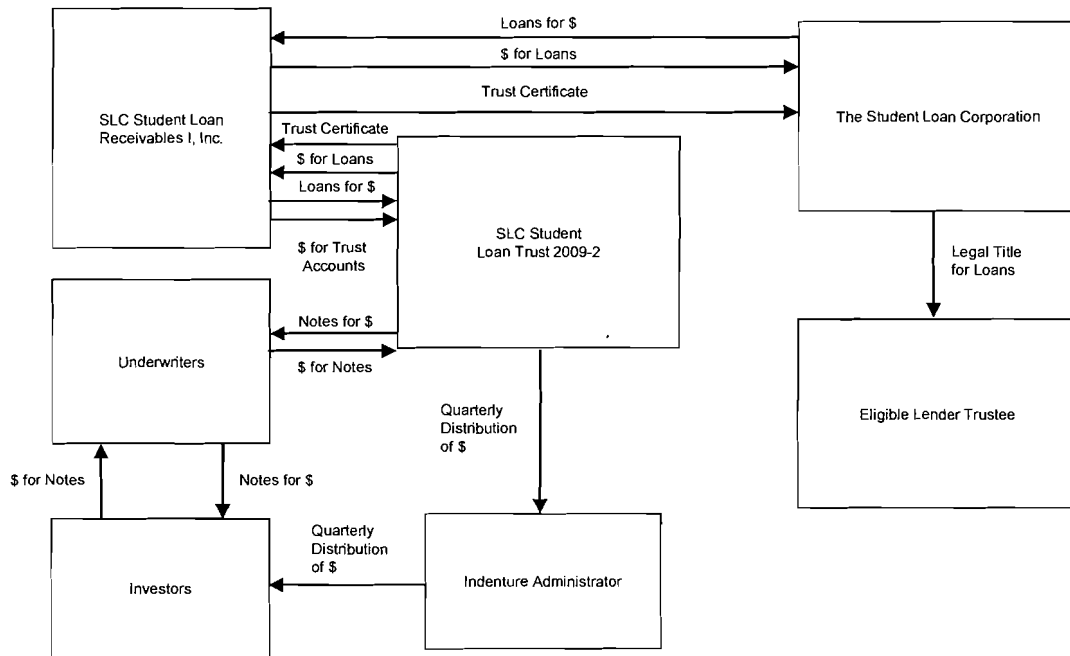 Loans for $
$ for Loans
Trust Certificate
SLC Student Loan
Receivables I, Inc.
The Student Loan Corporation
Trust Certificate
$ for Loans
Loans for $
$ for Trust
Accounts
SLC Student
Loan Trust 2009-2
Legal Title
for Loans
Notes for $
$ for Notes
Underwriters
Eligible Lender Trustee
Quarterly
Distribution
of $
$ for Notes
Notes for $
Quarterly
Distribution
of $
Investors
Indenture Administrator